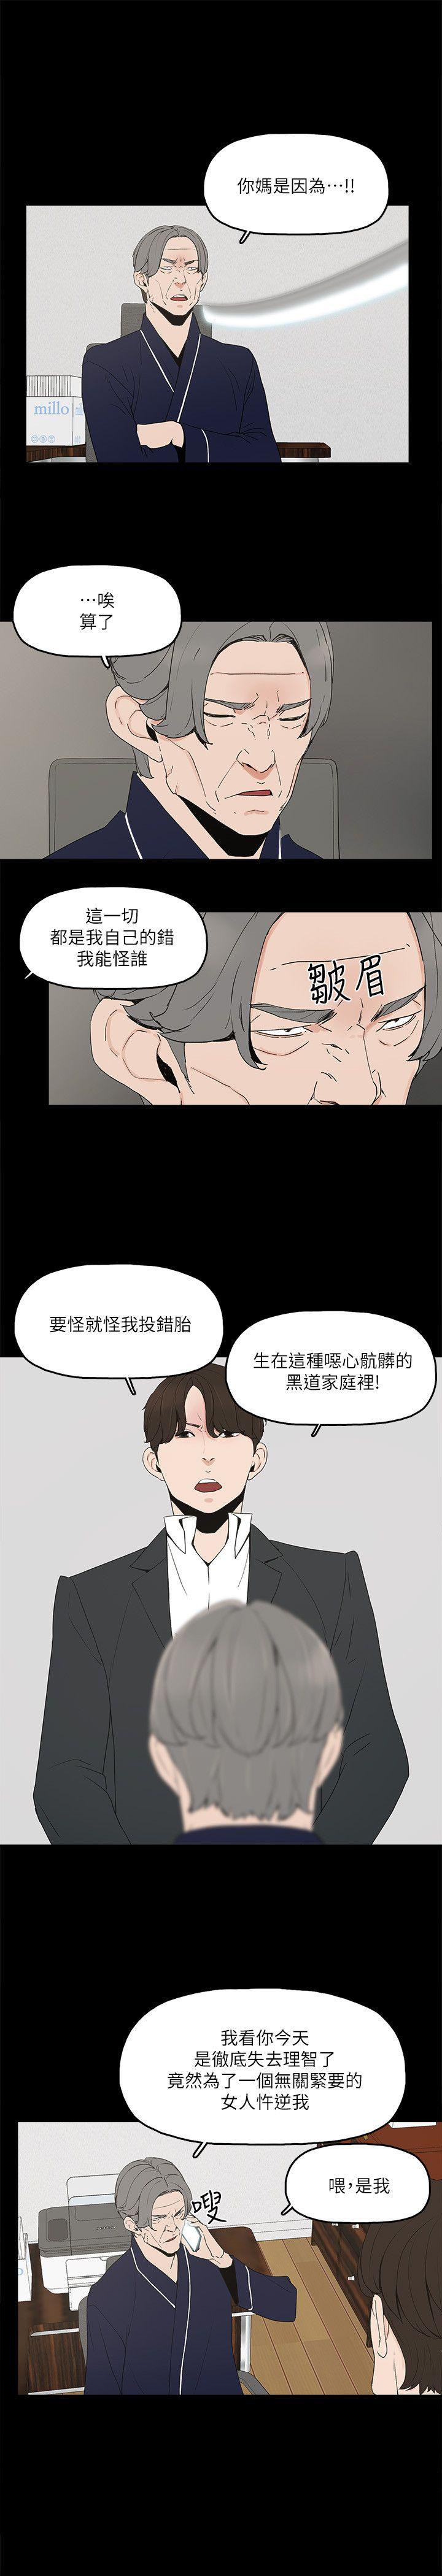 你媽是因為…!!
millo
…唉
算了
這一切
都是我自己的錯
我能怪誰
皺眉
要怪就怪我投錯胎
生在這種噁心骯髒的
黑道家庭裡!
我看你今天
是徹底失去理智了
竟然為了一個無關緊要的
女人忤逆我
喂,是我
嗖